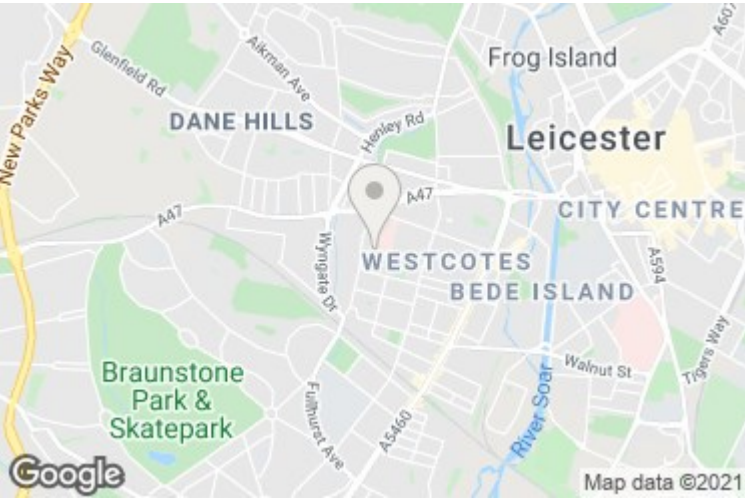 A607
Frog Island
Aikman Ave
Glenfield Rd
New Parks Way
DANE HILLS
Henley Rd
Leicester
A47
A47
CITY CENTRE
Wyngate Dr
WESTCOTES
A594
BEDE ISLAND
Tigers Way
Walnut St
Braunstone
Park &
Skatepark
River Soar
Fullhurst Ave
A5460
Google
Map data ©2021